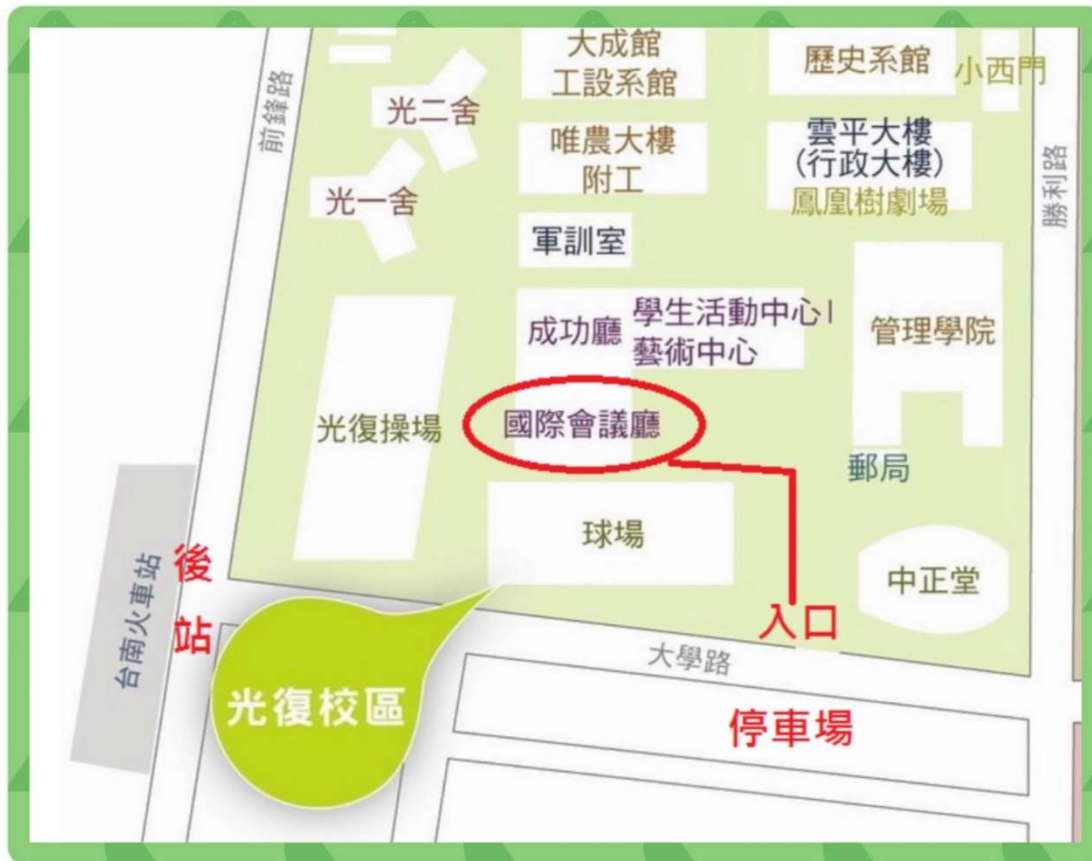 大成館
工設系館
歷史系館
小西門
前鋒路
光二舍
唯農大樓
附工
雲平大樓
(行政大樓)
鳳凰樹劇場
勝利路
光一舍
軍訓室
成功廳
學生活動中心I
藝術中心
管理學院
光復操場
國際會議廳
郵局
球場
中正堂
台南火車站
後
站
入口
大學路
光復校區
停車場